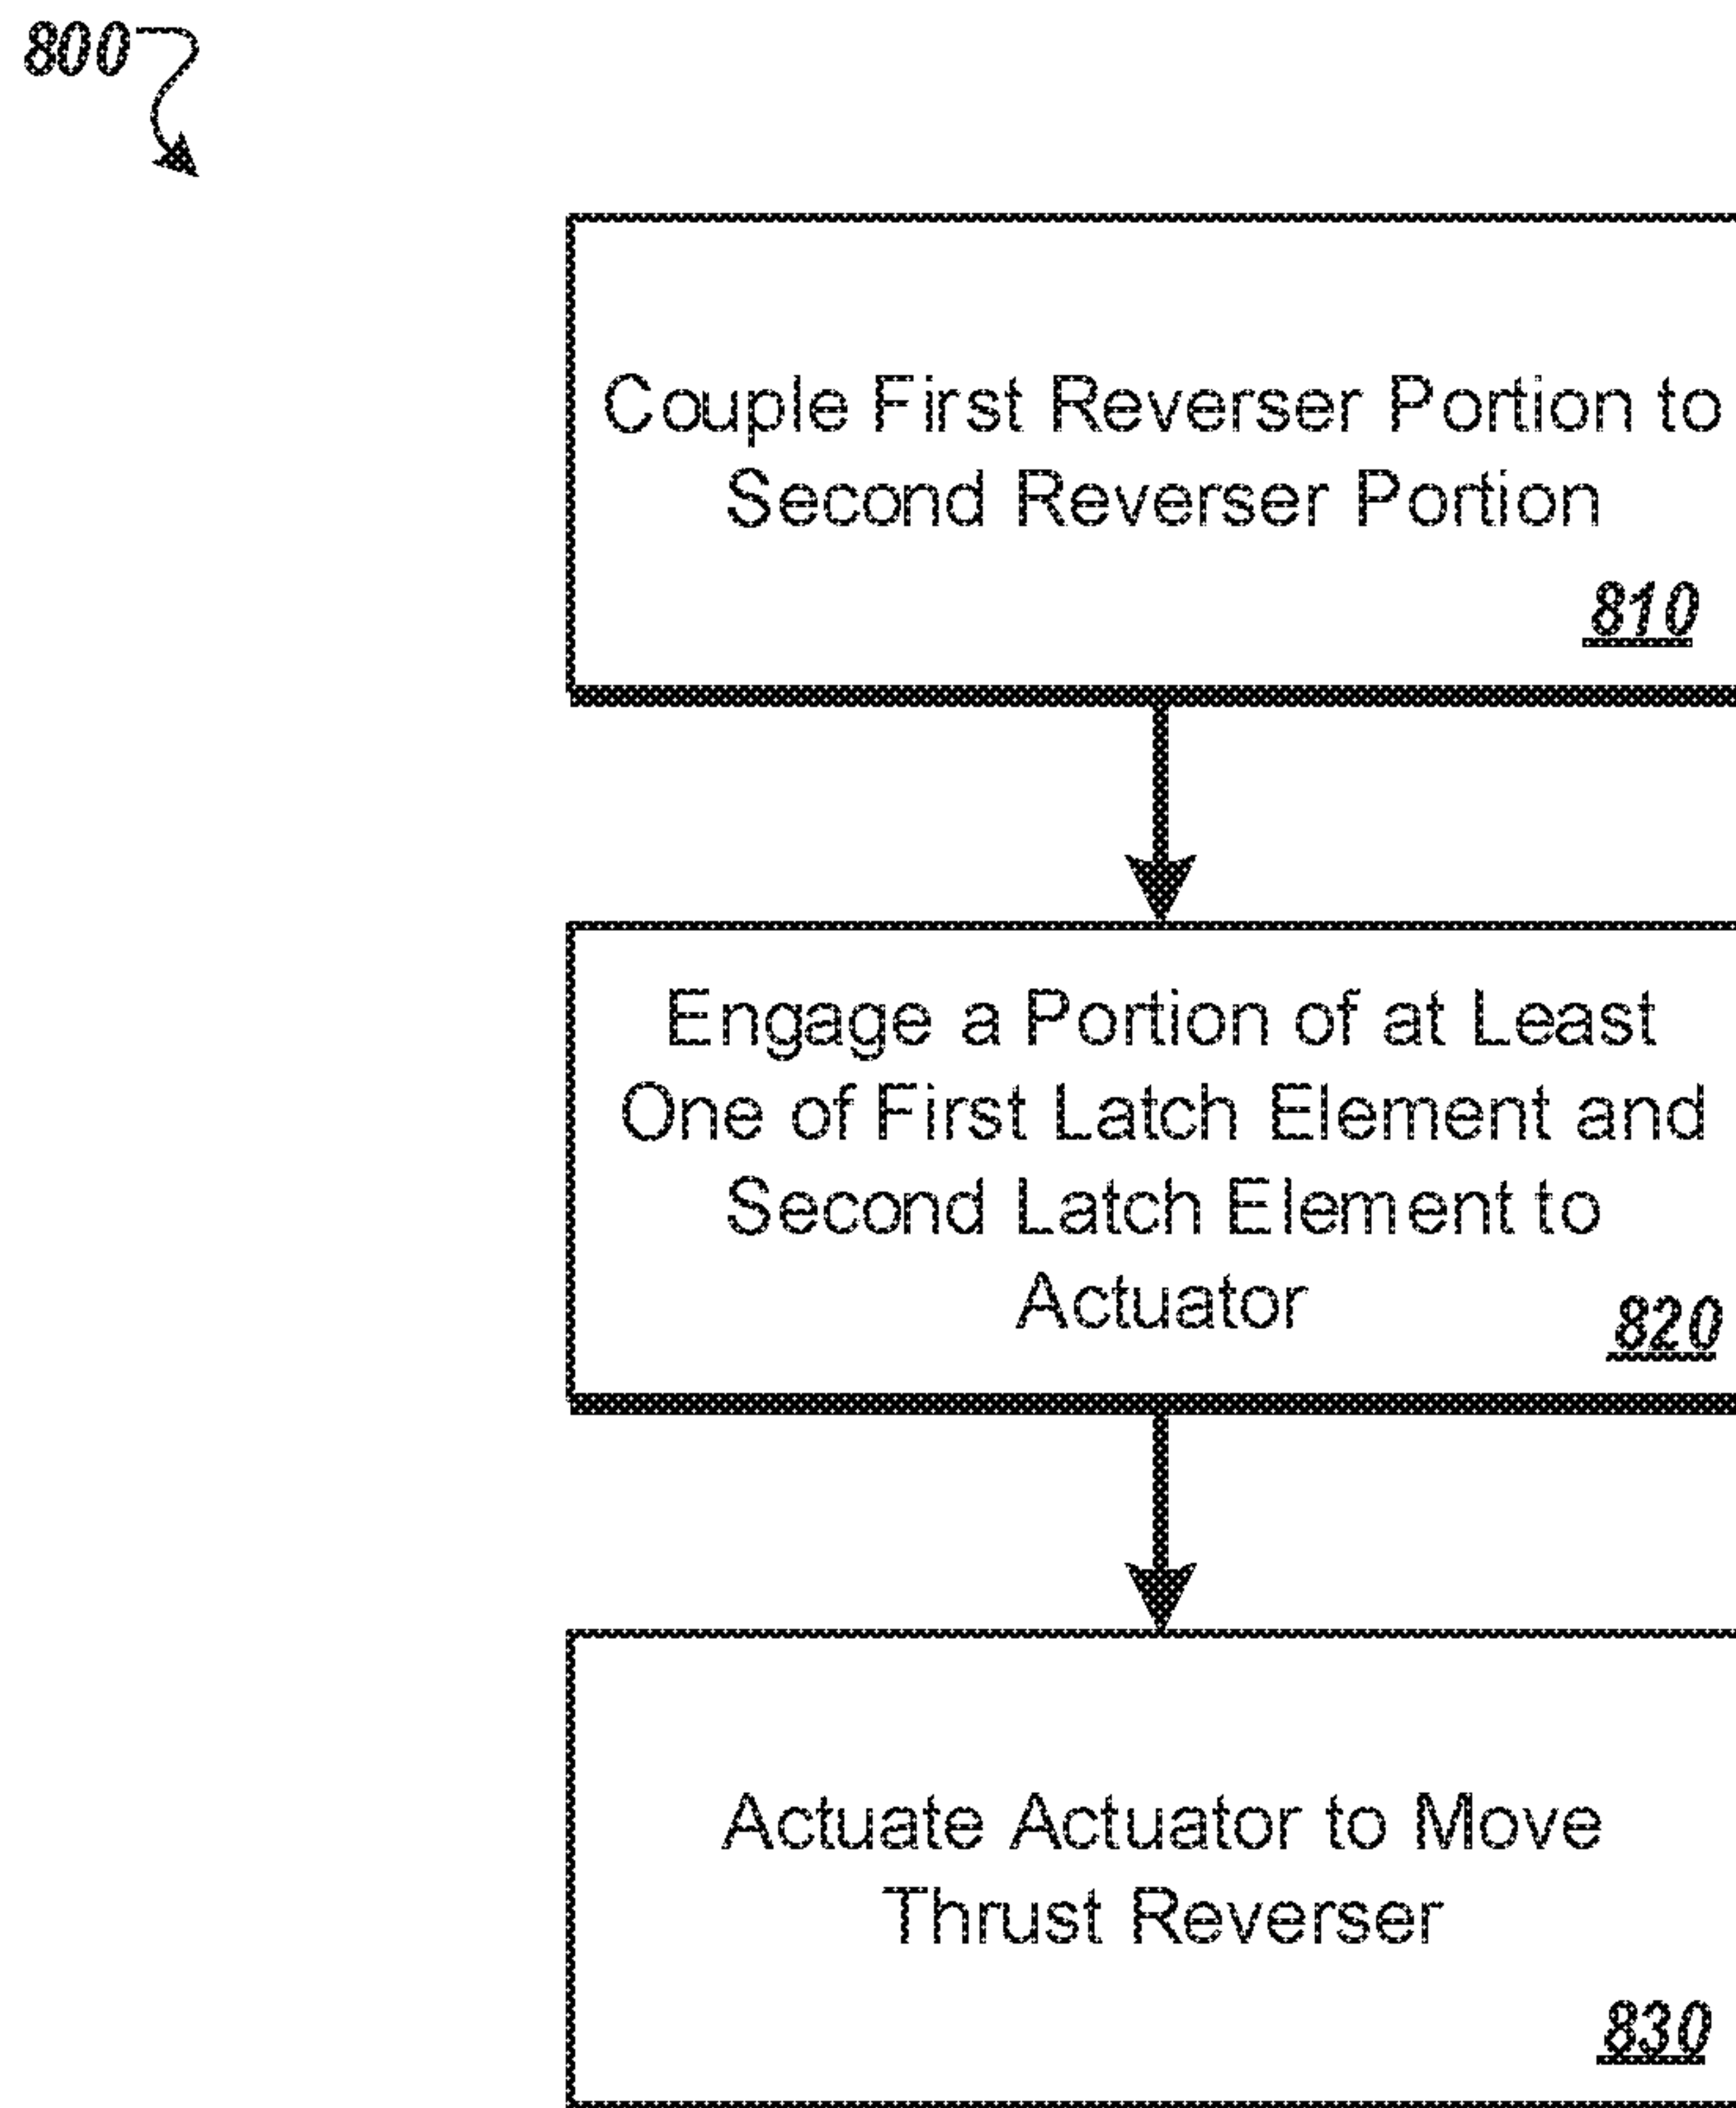 800
Couple First Reverser Portion to
Second Reverser Portion
810
Engage a Portion of at Least
One of First Latch Element and
Second Latch Element to
Actuator
820
Actuate Actuator to Move
Thrust Reverser
830